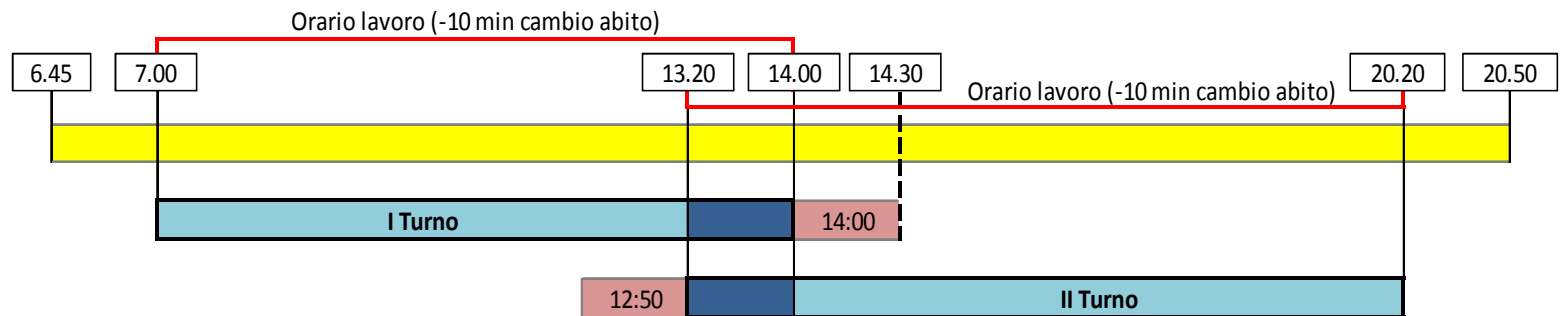 Orario lavoro (-10 min cambio abito)
6.45 7.00 13.20 14.00 14.30 20.20 20.50
Orario lavoro (-10 min cambio abito)
I Turno 14:00
12:50 II Turno